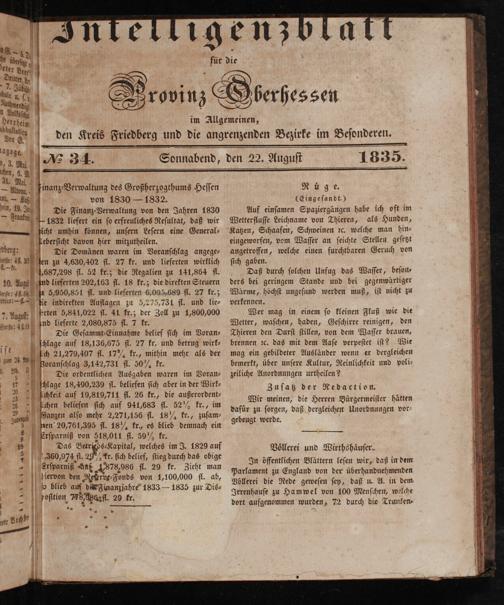 Intelligenzblatt
für die
Provinz Oberhessen
im Allgemeinen,
den Kreis Friedberg und die angrenzenden Bezirke im Besonderen.
№ 34. Sonnabend, den 22. August 1835.
Finanz-Verwaltung des Großherzogthums Hessen
von 1830—1832.
Die Finanz-Verwaltung von den Jahren 1830
—1832 liefert ein so erfreuliches Resultat, daß wir
nicht umhin können, unsern Lesern eine General-
Uebersicht davon hier mitzutheilen.
Die Domänen waren im Voranschlag angege-
ben zu 4,630,402 fl. 27 kr. und lieferten wirklich
4,687,298 fl. 52 kr.; die Regalien zu 141,864 fl.
und lieferten 202,163 fl. 18 kr.; die direkten Steuern
zu 5,950,851 fl. und lieferten 6,005,689 fl. 27 kr.;
die indirekten Auflagen zu 5,275,731 fl. und lie-
ferten 5,841,022 fl. 41 kr.; der Zoll zu 1,800,000
und lieferte 2,080,875 fl. 7 kr.
Die Gesammt-Einnahme belief sich im Voran-
schlage auf 18,136,675 fl. 27 kr. und betrug wirk-
lich 21,279,407 fl. 17¾ kr., mithin mehr als der
Voranschlag 3,142,731 fl. 50¾ kr.
Die ordentlichen Ausgaben waren im Voran-
schlage 18,490,239 fl. beliefen sich aber in der Wirk-
lichkeit auf 19,819,711 fl. 26 kr., die außerordent-
lichen beliefen sich auf 941,683 fl. 52½ kr., im
Ganzen also mehr 2,271,156 fl. 18½ kr., zusam-
men 20,761,395 fl. 18½ kr., es blieb demnach ein
Ersparniß von 518,011 fl. 59½ kr.
Das Betriebs-Kapital, welches im J. 1829 auf
1,360,974 fl. kr. sich belief, stieg durch das obige
Ersparniß auf 1,878,986 fl. 29 kr. Zieht man
hiervon den Reserve-Fonds von 1,100,000 fl. ab,
so blieb auf die Finanzjahre 1833—1835 zur Dis-
position 778,986 fl. 29 kr.
Rüge.
(Eingesandt.)
Auf einsamen Spaziergängen habe ich oft im
Wetterflusse Leichname von Thieren, als Hunden,
Katzen, Schaafen, Schweinen ꝛc. welche man hin-
eingeworfen, vom Wasser an seichte Stellen gesetzt
angetroffen, welche einen furchtbaren Geruch von
sich gaben.
Daß durch solchen Unfug das Wasser, beson-
ders bei geringem Stande und bei gegenwärtiger
Wärme, höchst ungesund werden muß, ist nicht zu
verkennen.
Wer mag in einem so kleinen Fluß wie die
Wetter, waschen, baden, Geschirre reinigen, den
Thieren den Durst stillen, von dem Wasser brauen,
brennen ꝛc. das mit dem Aase verpestet ist? Wie
mag ein gebildeter Ausländer wenn er dergleichen
bemerkt, über unsere Kultur, Reinlichkeit und poli-
zeiliche Anordnungen urtheilen?
Zusatz der Redaction.
Wir meinen, die Herren Bürgermeister hätten
dafür zu sorgen, daß dergleichen Unordnungen vor-
gebeugt werde.
Völlerei und Wirthshäuser.
In öffentlichen Blättern lesen wir, daß in dem
Parlament zu England von der überhandnehmenden
Völlerei die Rede gewesen sey, daß u. A. in dem
Irrenhause zu Hamwel von 100 Menschen, welche
dort aufgenommen wurden, 72 durch die Trunken-